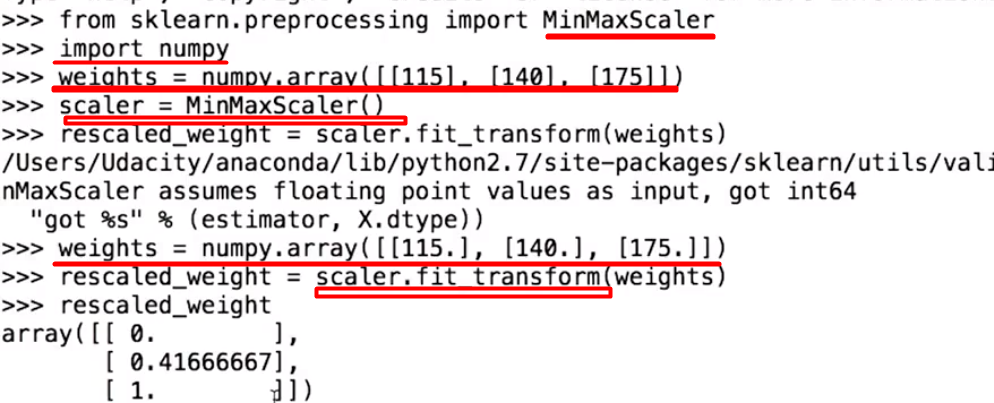 >>> from sklearn.preprocessing import MinMaxScaler
>>> import numpy
>>> weights = numpy.array([[115], [140], [175]])
>>> scaler = MinMaxScaler()
>>> rescaled_weight = scaler.fit_transform(weights)
/Users/Udacity/anaconda/lib/python2.7/site-packages/sklearn/utils/vali
nMaxScaler assumes floating point values as input, got int64
"got %s" % (estimator, X.dtype))
>>> weights = numpy.array([[115.], [140.], [175.]])
>>> rescaled_weight = scaler.fit_transform(weights)
>>> rescaled_weight
array([[ 0.        ],
[ 0.41666667],
[ 1.        ]])